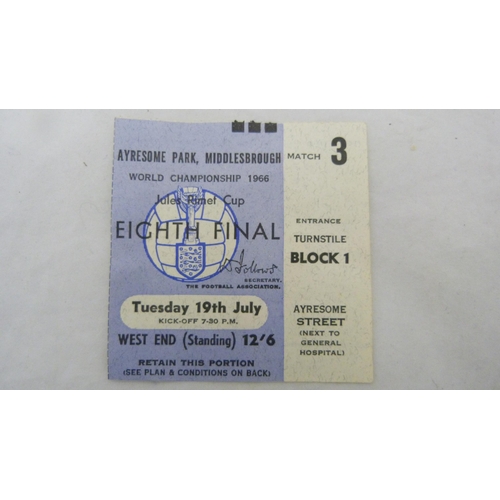 AYRESOME PARK, MIDDLESBROUGH
WORLD CHAMPIONSHIP 1966
Jules Rimet Cup
EIGHTH FINAL
SECRETARY,
THE FOOTBALL ASSOCIATION.
Tuesday 19th July
KICK-OFF 7-30 P.M.
WEST END (Standing) 12'6
RETAIN THIS PORTION
(SEE PLAN & CONDITIONS ON BACK)
MATCH 3
ENTRANCE
TURNSTILE
BLOCK 1
AYRESOME
STREET
(NEXT TO
GENERAL
HOSPITAL)